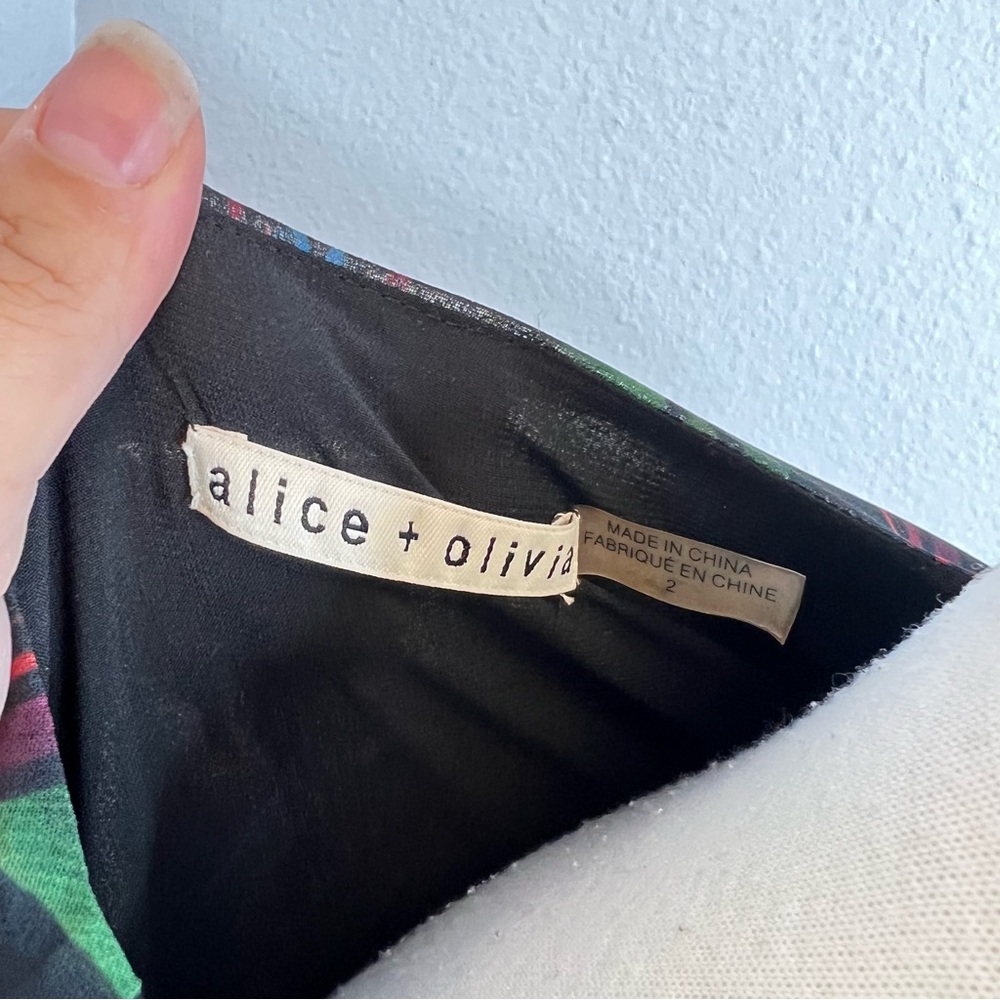 alice + olivia
MADE IN CHINA
FABRIQUÉ EN CHINE
2